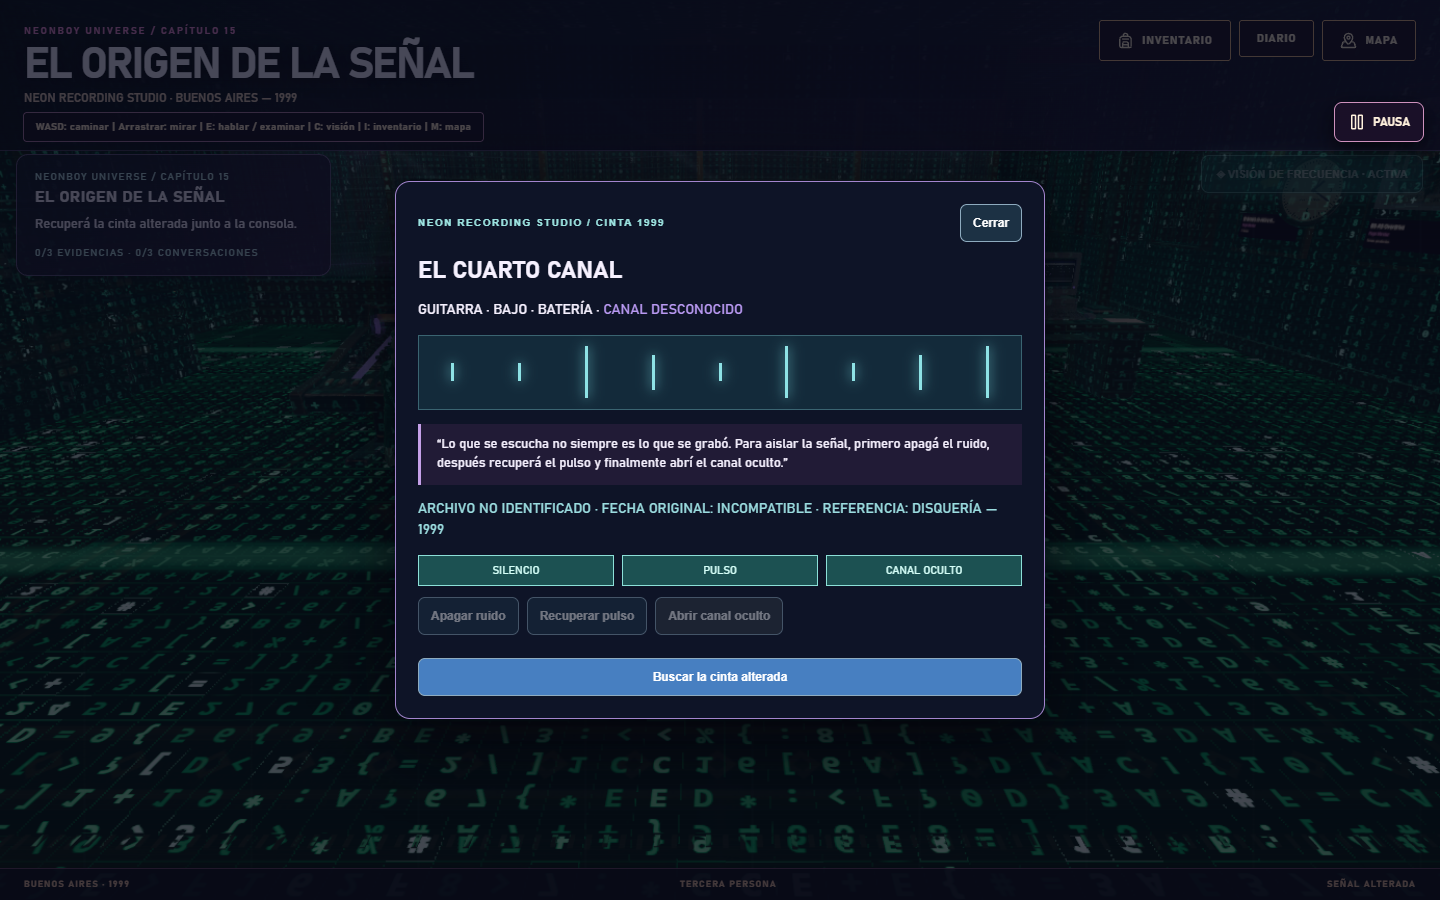 NEONBOY UNIVERSE / CAPÍTULO 15
EL ORIGEN DE LA SEÑAL
NEON RECORDING STUDIO · BUENOS AIRES — 1999
WASD: caminar | Arrastrar: mirar | E: hablar / examinar | C: visión | I: inventario | M: mapa
INVENTARIO
DIARIO
MAPA
PAUSA
NEONBOY UNIVERSE / CAPÍTULO 15
EL ORIGEN DE LA SEÑAL
Recuperá la cinta alterada junto a la consola.
0/3 EVIDENCIAS · 0/3 CONVERSACIONES
VISIÓN DE FRECUENCIA · ACTIVA
NEON RECORDING STUDIO / CINTA 1999
Cerrar
EL CUARTO CANAL
GUITARRA · BAJO · BATERÍA · CANAL DESCONOCIDO
“Lo que se escucha no siempre es lo que se grabó. Para aislar la señal, primero apagá el ruido,
después recuperá el pulso y finalmente abrí el canal oculto.”
ARCHIVO NO IDENTIFICADO · FECHA ORIGINAL: INCOMPATIBLE · REFERENCIA: DISQUERÍA —
1999
SILENCIO
PULSO
CANAL OCULTO
Apagar ruido
Recuperar pulso
Abrir canal oculto
Buscar la cinta alterada
BUENOS AIRES · 1999
TERCERA PERSONA
SEÑAL ALTERADA